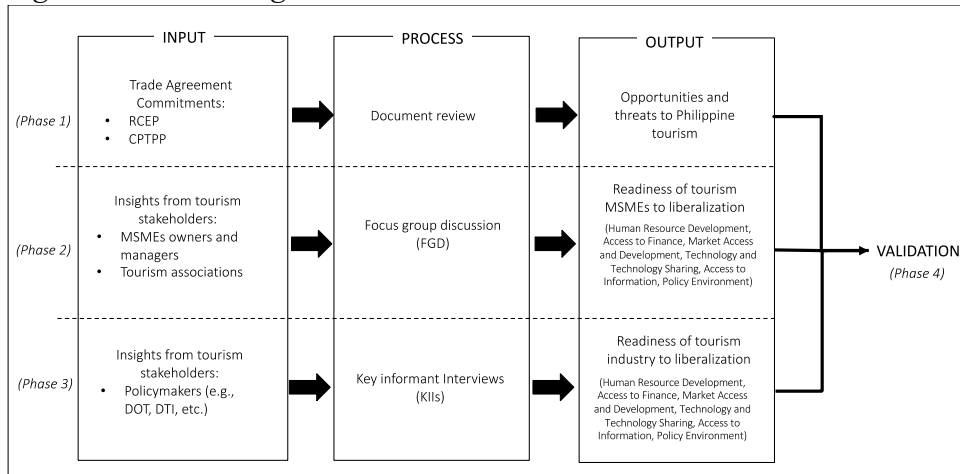 INPUT
PROCESS
OUTPUT
(Phase 1)
Trade Agreement
Commitments:
• RCEP
• CPTPP
Document review
Opportunities and
threats to Philippine
tourism
(Phase 2)
Insights from tourism
stakeholders:
• MSMEs owners and
managers
• Tourism associations
Focus group discussion
(FGD)
Readiness of tourism
MSMEs to liberalization
(Human Resource Development,
Access to Finance, Market Access
and Development, Technology and
Technology Sharing, Access to
Information, Policy Environment)
VALIDATION
(Phase 4)
(Phase 3)
Insights from tourism
stakeholders:
• Policymakers (e.g.,
DOT, DTI, etc.)
Key informant Interviews
(KIIs)
Readiness of tourism
industry to liberalization
(Human Resource Development,
Access to Finance, Market Access
and Development, Technology and
Technology Sharing, Access to
Information, Policy Environment)